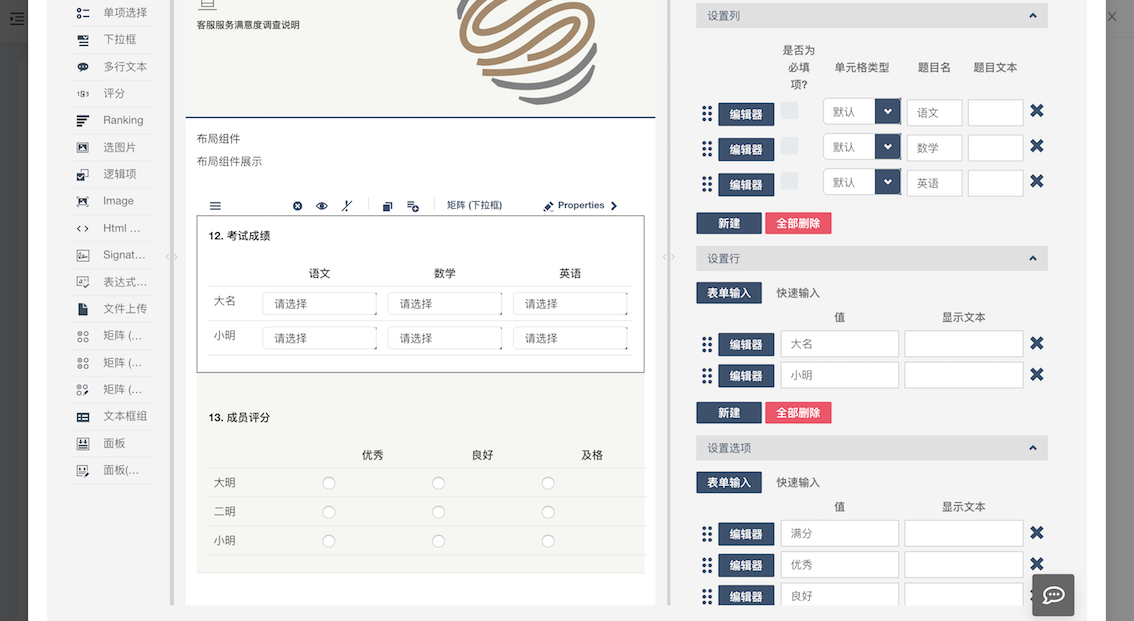 单项选择
下拉框
多行文本
评分
Ranking
选图片
逻辑项
Image
Html ...
Signat...
表达式...
文件上传
矩阵 (...
矩阵 (...
矩阵 (...
文本框组
面板
面板(...
客服服务满意度调查说明
布局组件
布局组件展示
矩阵 (下拉框)
Properties
12. 考试成绩
语文 数学 英语
大名 请选择 请选择 请选择
小明 请选择 请选择 请选择
13. 成员评分
优秀 良好 及格
大明
二明
小明
设置列
是否为必填项? 单元格类型 题目名 题目文本
编辑器 默认 语文
编辑器 默认 数学
编辑器 默认 英语
新建 全部删除
设置行
表单输入 快速输入
值 显示文本
编辑器 大名
编辑器 小明
新建 全部删除
设置选项
表单输入 快速输入
值 显示文本
编辑器 满分
编辑器 优秀
编辑器 良好